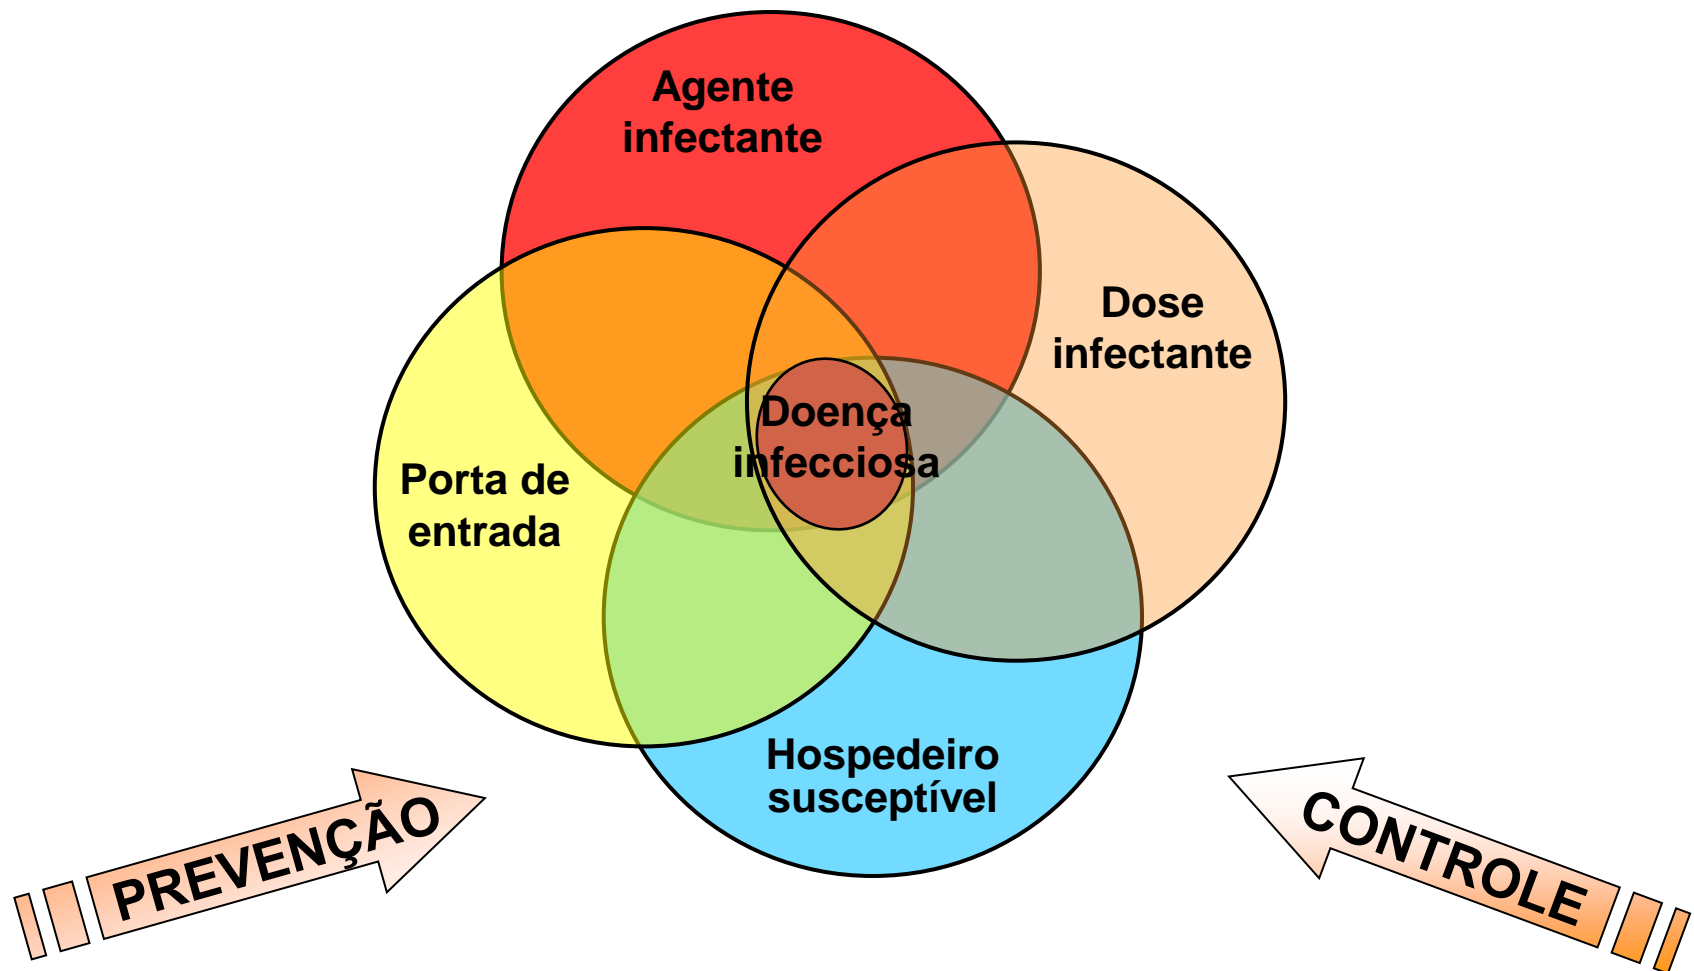 Agente
infectante
Dose
infectante
Doença
infecciosa
Porta de
entrada
Hospedeiro
susceptível
PREVENÇÃO
CONTROLE